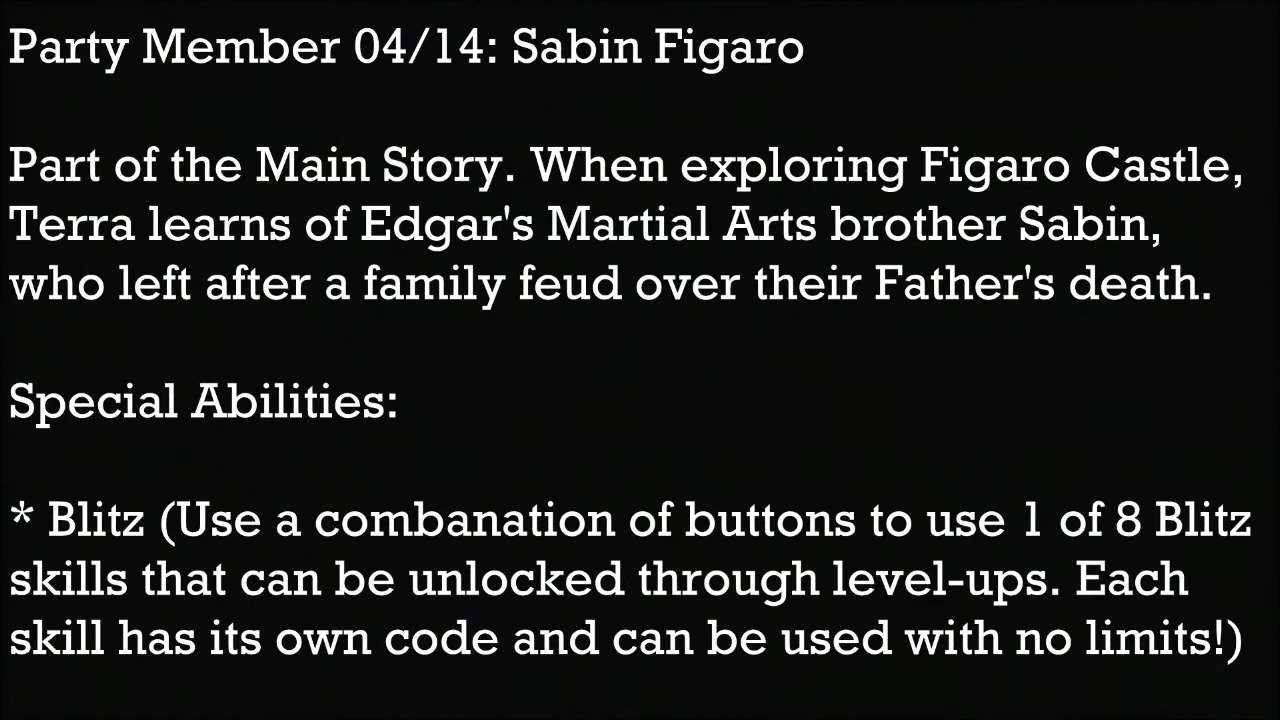 Party Member 04/14: Sabin Figaro
Part of the Main Story. When exploring Figaro Castle,
Terra learns of Edgar's Martial Arts brother Sabin,
who left after a family feud over their Father's death.
Special Abilities:
* Blitz (Use a combanation of buttons to use 1 of 8 Blitz
skills that can be unlocked through level-ups. Each
skill has its own code and can be used with no limits!)